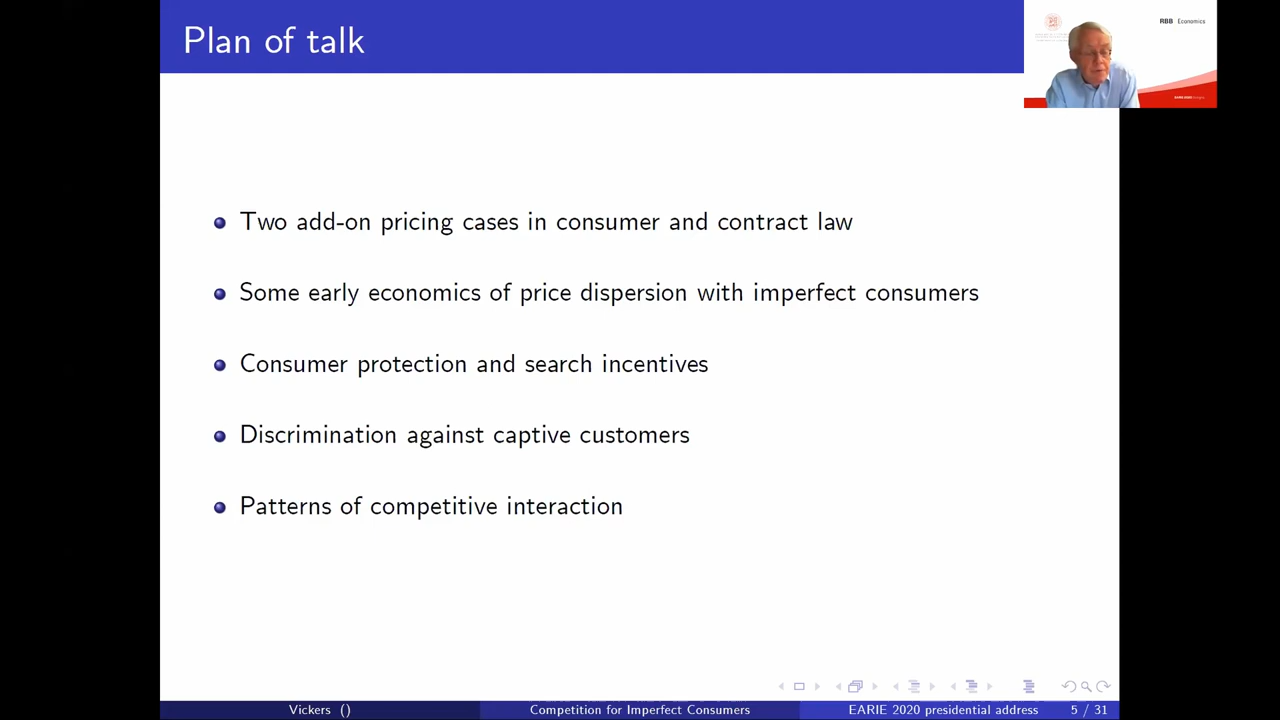 Plan of talk
RBB Economics
Two add-on pricing cases in consumer and contract law
Some early economics of price dispersion with imperfect consumers
Consumer protection and search incentives
Discrimination against captive customers
Patterns of competitive interaction
Vickers ()
Competition for Imperfect Consumers
EARIE 2020 presidential address
5 / 31